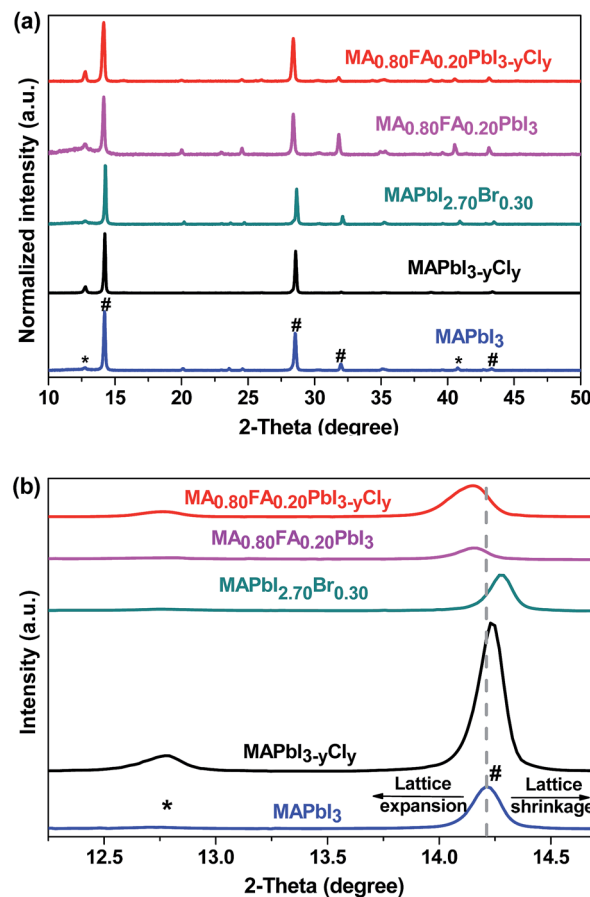 (a)
Normalized intensity (a.u.)
MA0.80FA0.20PbI3-yCly
MA0.80FA0.20PbI3
MAPbI2.70Br0.30
MAPbI3-yCly
MAPbI3
* # # # * #
10 15 20 25 30 35 40 45 50
2-Theta (degree)
(b)
Intensity (a.u.)
MA0.80FA0.20PbI3-yCly
MA0.80FA0.20PbI3
MAPbI2.70Br0.30
MAPbI3-yCly
* #
Lattice expansion
Lattice shrinkage
MAPbI3
12.5 13.0 13.5 14.0 14.5
2-Theta (degree)